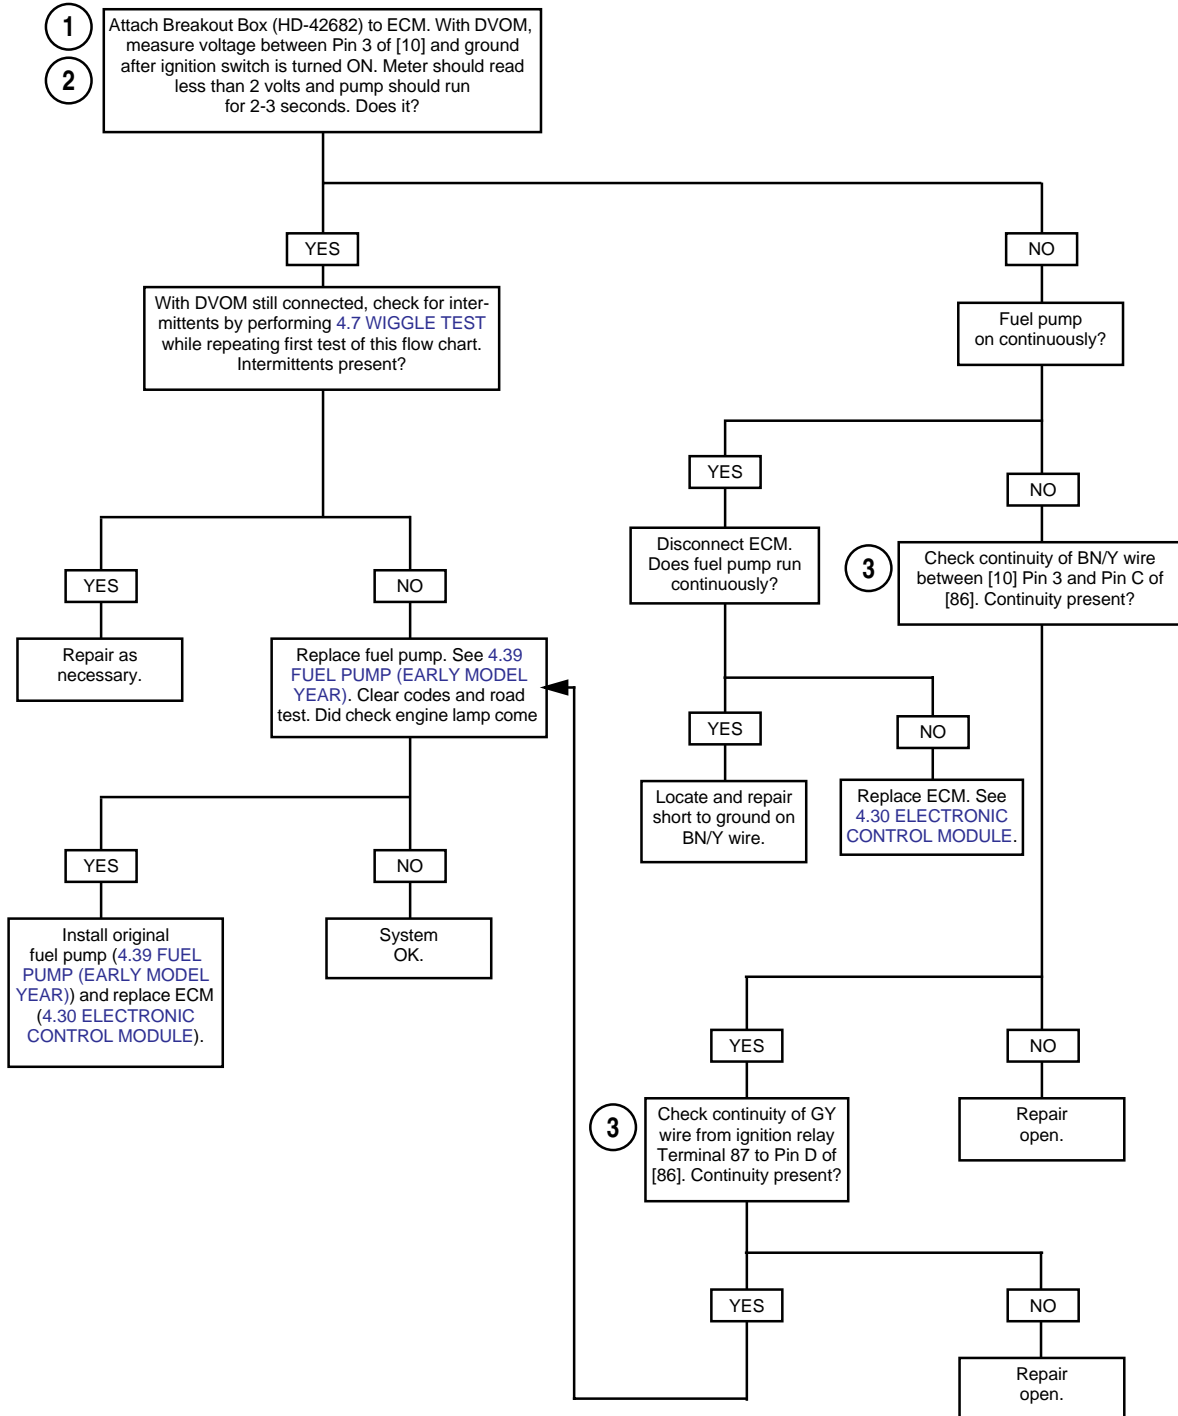 1
2
Attach Breakout Box (HD-42682) to ECM. With DVOM,
measure voltage between Pin 3 of [10] and ground
after ignition switch is turned ON. Meter should read
less than 2 volts and pump should run
for 2-3 seconds. Does it?
YES
NO
With DVOM still connected, check for inter-
mittents by performing 4.7 WIGGLE TEST
while repeating first test of this flow chart.
Intermittents present?
Fuel pump
on continuously?
YES
NO
Disconnect ECM.
Does fuel pump run
continuously?
3
Check continuity of BN/Y wire
between [10] Pin 3 and Pin C of
[86]. Continuity present?
YES
NO
Repair as
necessary.
Replace fuel pump. See 4.39
FUEL PUMP (EARLY MODEL
YEAR). Clear codes and road
test. Did check engine lamp come
YES
NO
Locate and repair
short to ground on
BN/Y wire.
Replace ECM. See
4.30 ELECTRONIC
CONTROL MODULE.
YES
NO
Install original
fuel pump (4.39 FUEL
PUMP (EARLY MODEL
YEAR)) and replace ECM
(4.30 ELECTRONIC
CONTROL MODULE).
System
OK.
YES
NO
3
Check continuity of GY
wire from ignition relay
Terminal 87 to Pin D of
[86]. Continuity present?
Repair
open.
YES
NO
Repair
open.